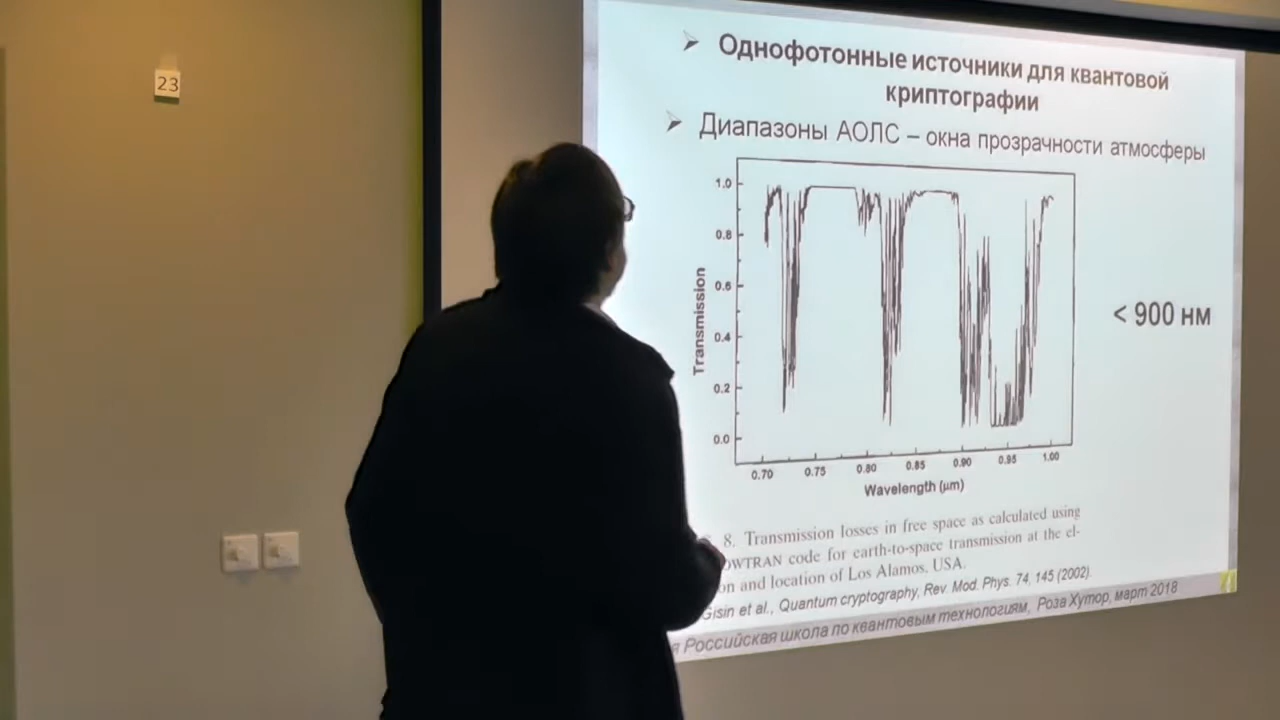 23
Однофотонные источники для квантовой
криптографии
Диапазоны АОЛС – окна прозрачности атмосферы
1.0
0.8
0.6
0.4
0.2
0.0
Transmission
0.70 0.75 0.80 0.85 0.90 0.95 1.00
Wavelength (μm)
< 900 нм
8. Transmission losses in free space as calculated using
OWTRAN code for earth-to-space transmission at the el-
on and location of Los Alamos, USA.
Gisin et al., Quantum cryptography, Rev. Mod. Phys. 74, 145 (2002)
я Российская школа по квантовым технологиям, Роза Хутор, март 2018